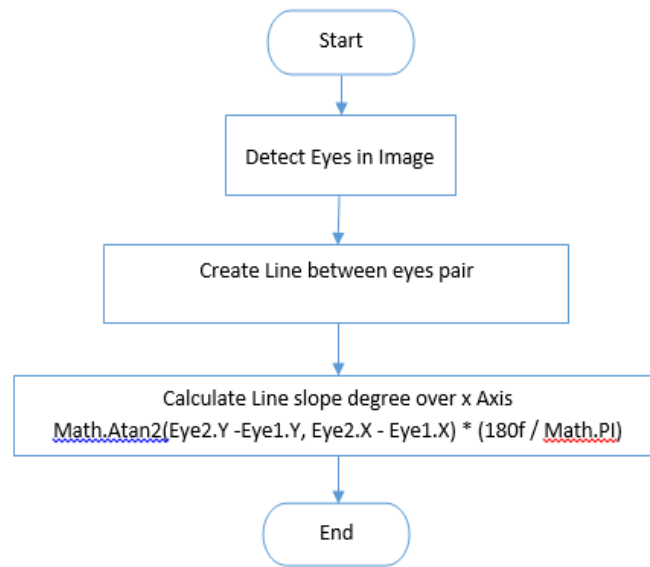 Start
Detect Eyes in Image
Create Line between eyes pair
Calculate Line slope degree over x Axis
Math.Atan2(Eye2.Y -Eye1.Y, Eye2.X - Eye1.X) * (180f / Math.PI)
End